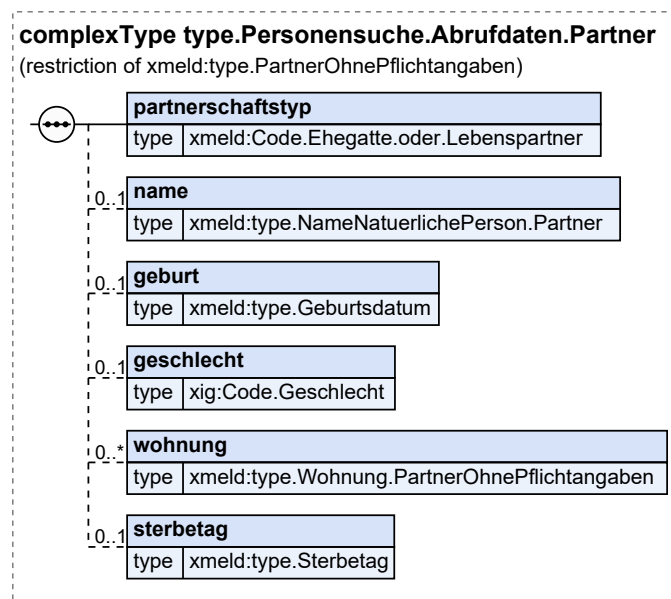 complexType type.Personensuche.Abrufdaten.Partner
(restriction of xmeld:type.PartnerOhnePflichtangaben)
partnerschaftstyp
type xmeld:Code.Ehegatte.oder.Lebenspartner
0..1 name
type xmeld:type.NameNatuerlichePerson.Partner
0..1 geburt
type xmeld:type.Geburtsdatum
0..1 geschlecht
type xig:Code.Geschlecht
0..* wohnung
type xmeld:type.Wohnung.PartnerOhnePflichtangaben
0..1 sterbetag
type xmeld:type.Sterbetag